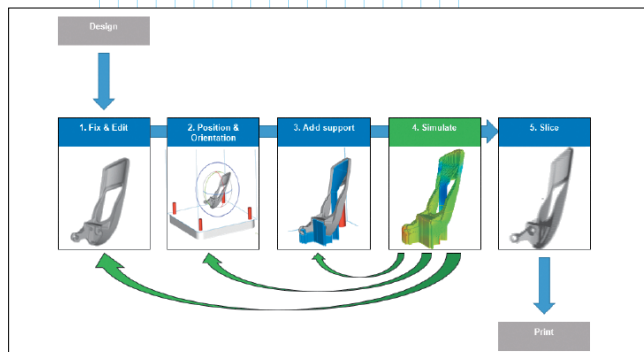 Design
1. Fix & Edit
2. Position &
Orientation
3. Add support
4. Simulate
5. Slice
Print